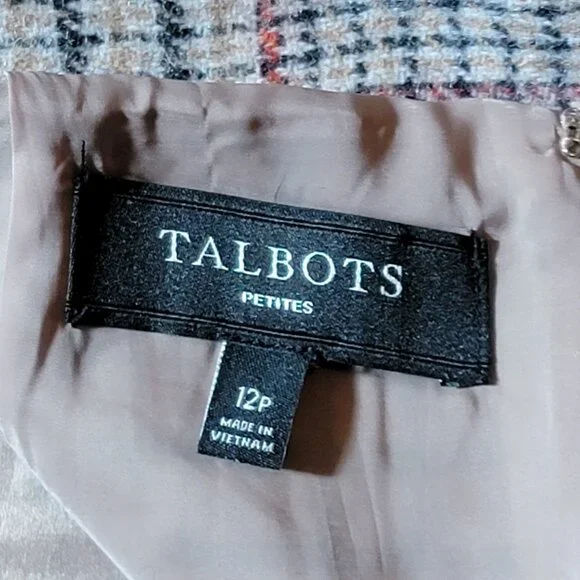 TALBOTS
PETITES
12P
MADE IN
VIETNAM